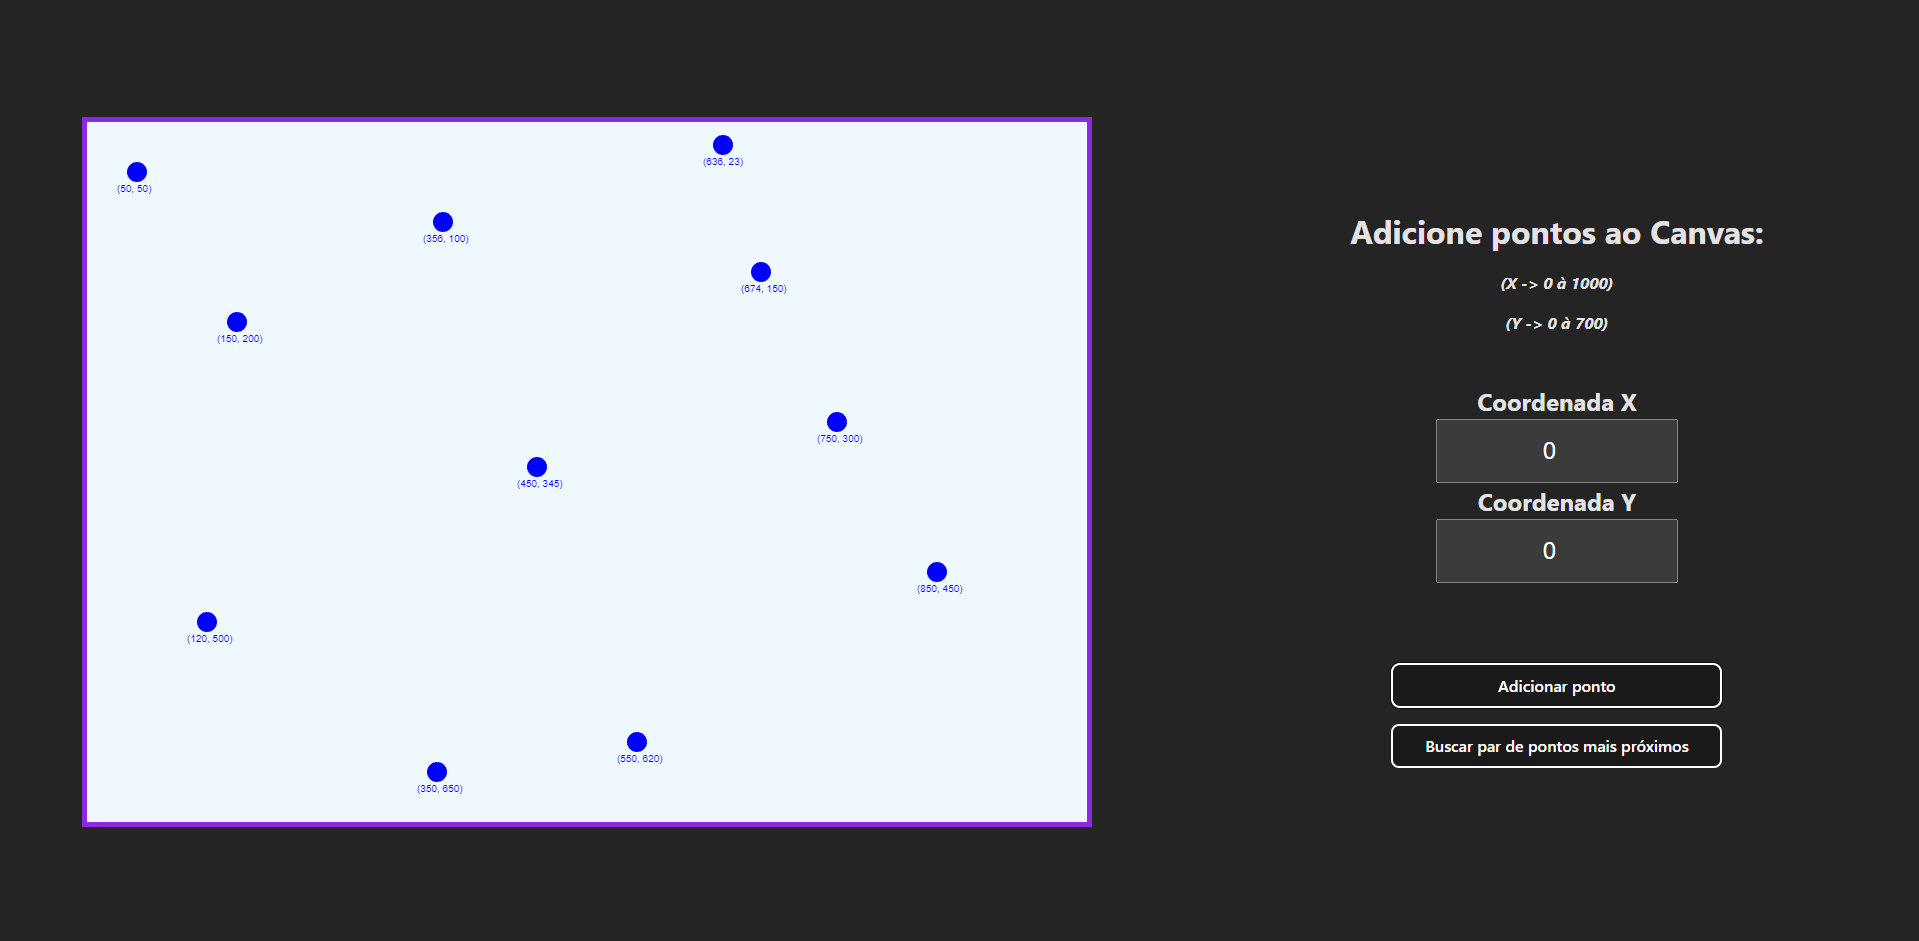 (636, 23)
(50, 50)
(356, 100)
(674, 150)
(150, 200)
(750, 300)
(450, 345)
(850, 450)
(120, 500)
(550, 620)
(350, 650)
Adicione pontos ao Canvas:
(X -> 0 à 1000)
(Y -> 0 à 700)
Coordenada X
0
Coordenada Y
0
Adicionar ponto
Buscar par de pontos mais próximos